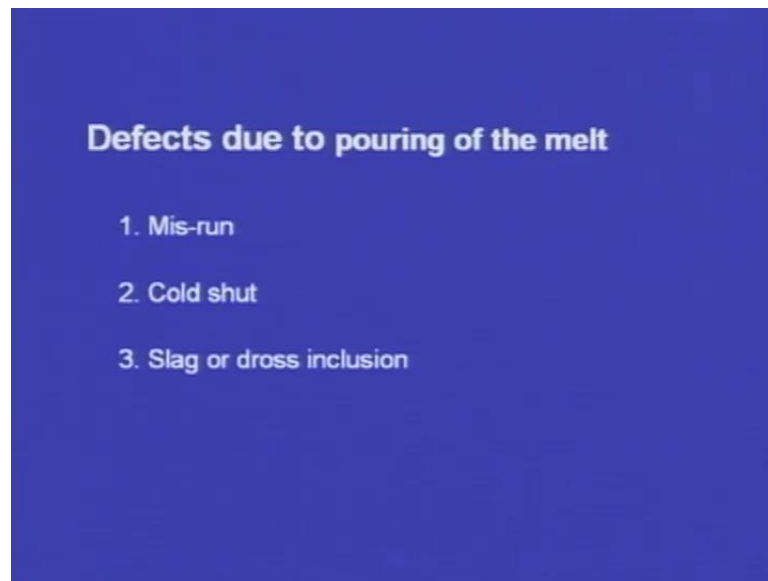 Defects due to pouring of the melt
1. Mis-run
2. Cold shut
3. Slag or dross inclusion